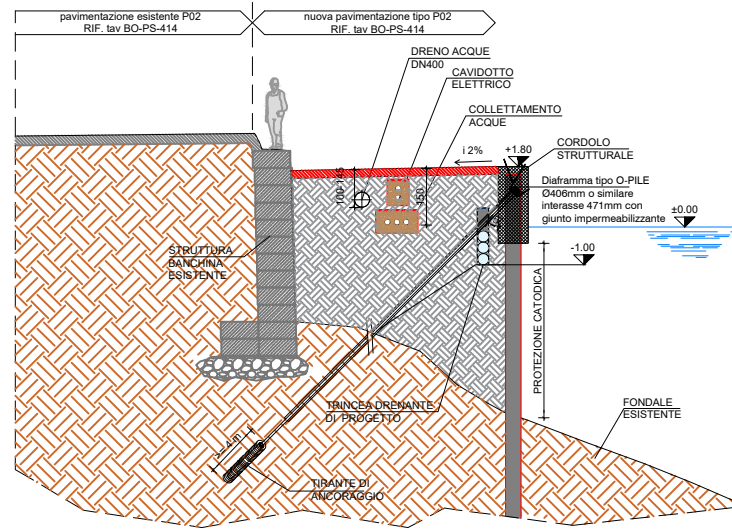 pavimentazione esistente P02
RIF. tav BO-PS-414
nuova pavimentazione tipo P02
RIF. tav BO-PS-414
DRENO ACQUE
DN400
CAVIDOTTO
ELETTRICO
COLLETTAMENTO
ACQUE
i 2%
+1.80
CORDOLO
STRUTTURALE
Diaframma tipo O-PILE
Ø406mm o similare
interasse 471mm con
giunto impermeabilizzante
±0.00
-1.00
100-145
150
STRUTTURA
BANCHINA
ESISTENTE
PROTEZIONE CATODICA
TRINCEA DRENANTE
DI PROGETTO
FONDALE
ESISTENTE
>= 4 m
TIRANTE DI
ANCORAGGIO